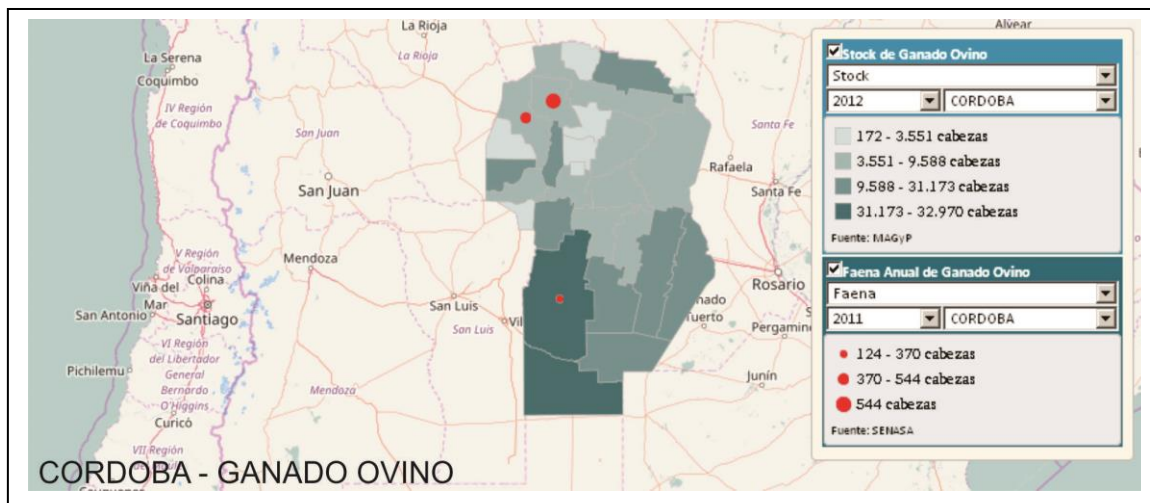 Alvear
La Rioja
La Serena
La Rioja
Coquimbo
IV Región
de Coquimbo
San Juan
Santa Fe
Rafaela
San Juan
Santa Fe
Mendoza
V Región
de Valparaíso
Viña del
Mar
Colina
San Antonio
Santiago
San Luis
San Luis
Rosario
Pergamino
VI Región
del Libertador
General
Bernardo
O'Higgins
Pichilemu
Mendoza
Junín
Curicó
VII Región
CORDOBA - GANADO OVINO
Stock de Ganado Ovino
Stock
2012 CORDOBA
172 - 3.551 cabezas
3.551 - 9.588 cabezas
9.588 - 31.173 cabezas
31.173 - 32.970 cabezas
Fuente: MAGyP
Faena Anual de Ganado Ovino
Faena
2011 CORDOBA
124 - 370 cabezas
370 - 544 cabezas
544 cabezas
Fuente: SENASA